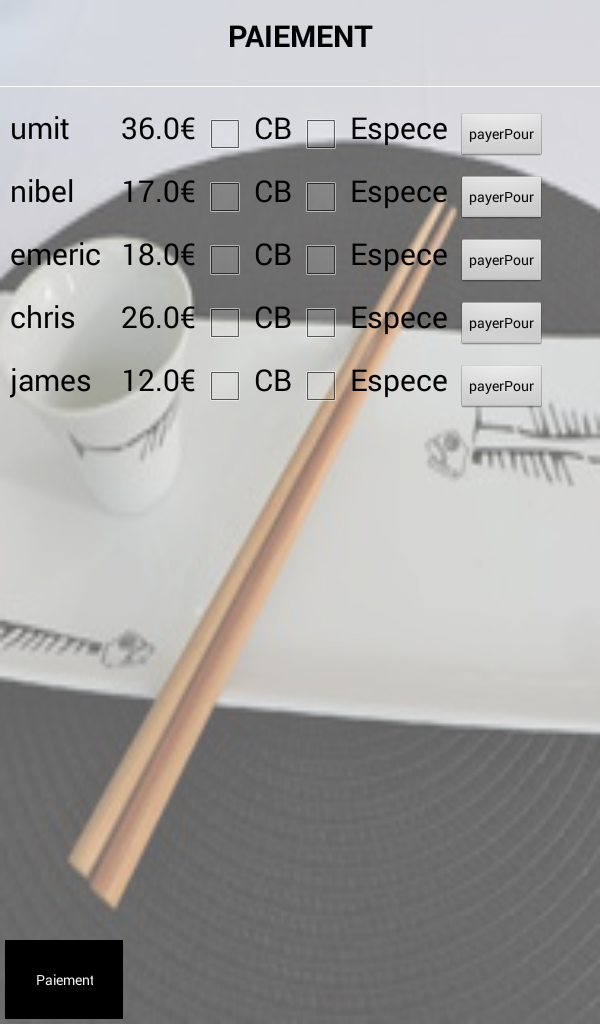 PAIEMENT
umit 36.0€ CB Espece payerPour
nibel 17.0€ CB Espece payerPour
emeric 18.0€ CB Espece payerPour
chris 26.0€ CB Espece payerPour
james 12.0€ CB Espece payerPour
Paiement